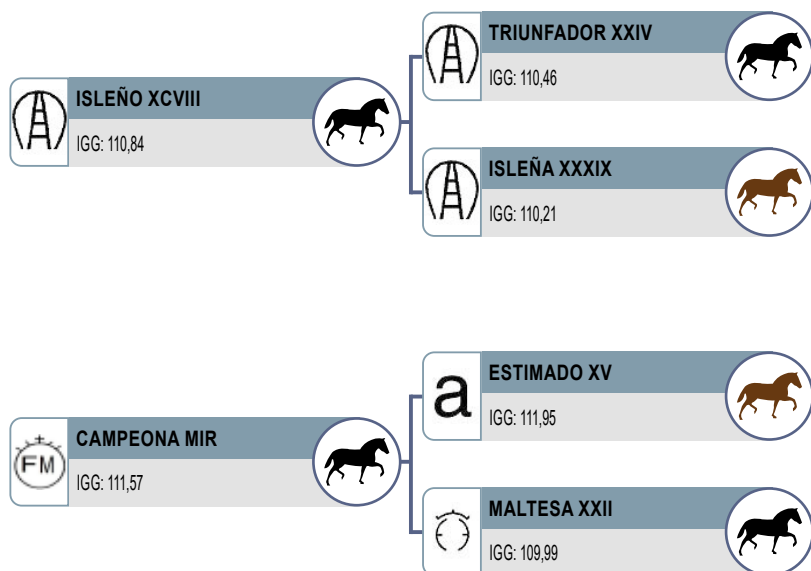 TRIUNFADOR XXIV
IGG: 110,46
ISLEÑO XCVIII
IGG: 110,84
ISLEÑA XXXIX
IGG: 110,21
ESTIMADO XV
a
IGG: 111,95
CAMPEONA MIR
FM
IGG: 111,57
MALTESA XXII
IGG: 109,99